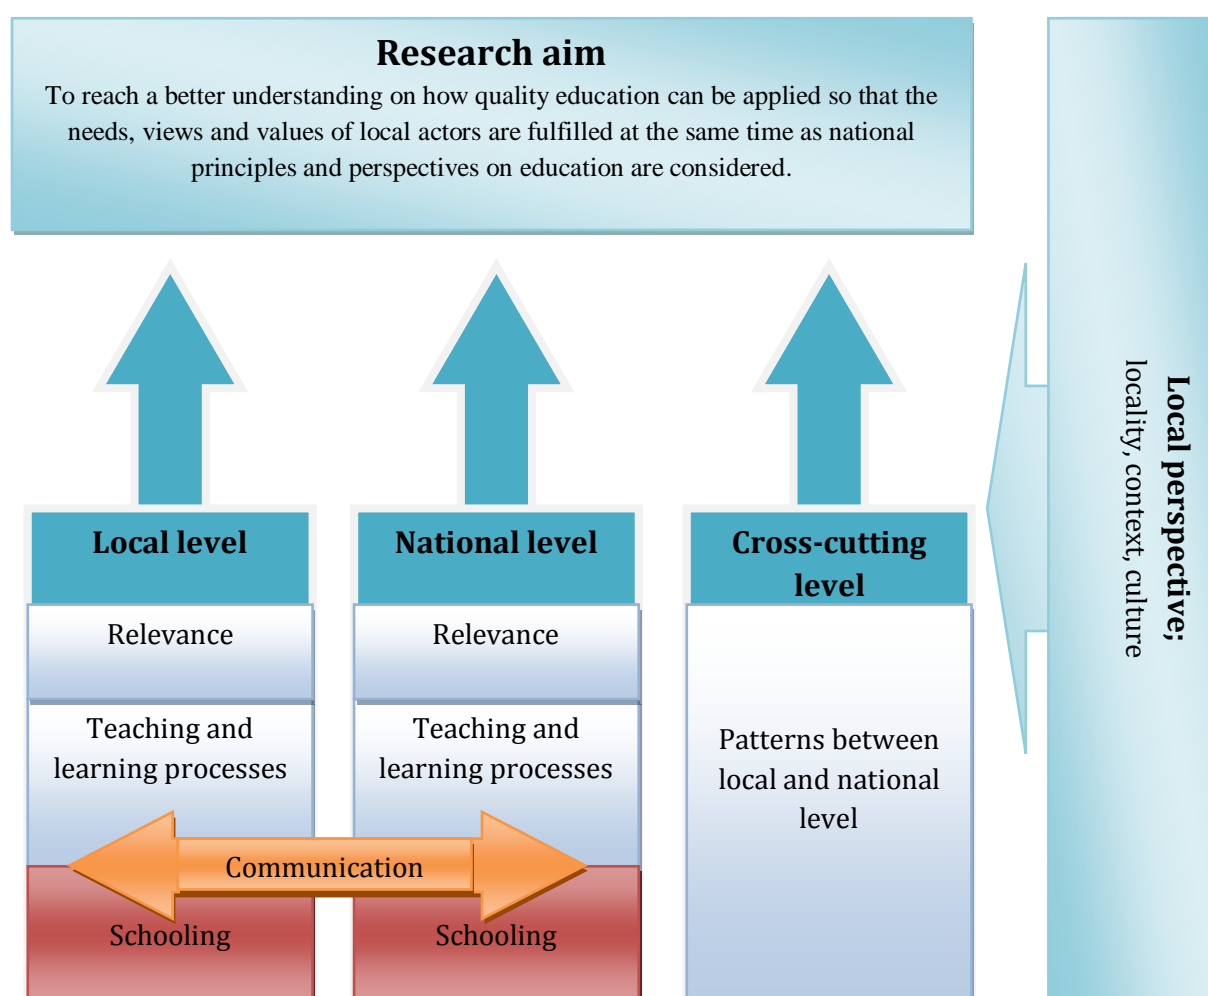 Research aim
To reach a better understanding on how quality education can be applied so that the
needs, views and values of local actors are fulfilled at the same time as national
principles and perspectives on education are considered.
Local level
Relevance
Teaching and
learning processes
Schooling
National level
Relevance
Teaching and
learning processes
Schooling
Communication
Cross-cutting
level
Patterns between
local and national
level
Local perspective;
locality, context, culture